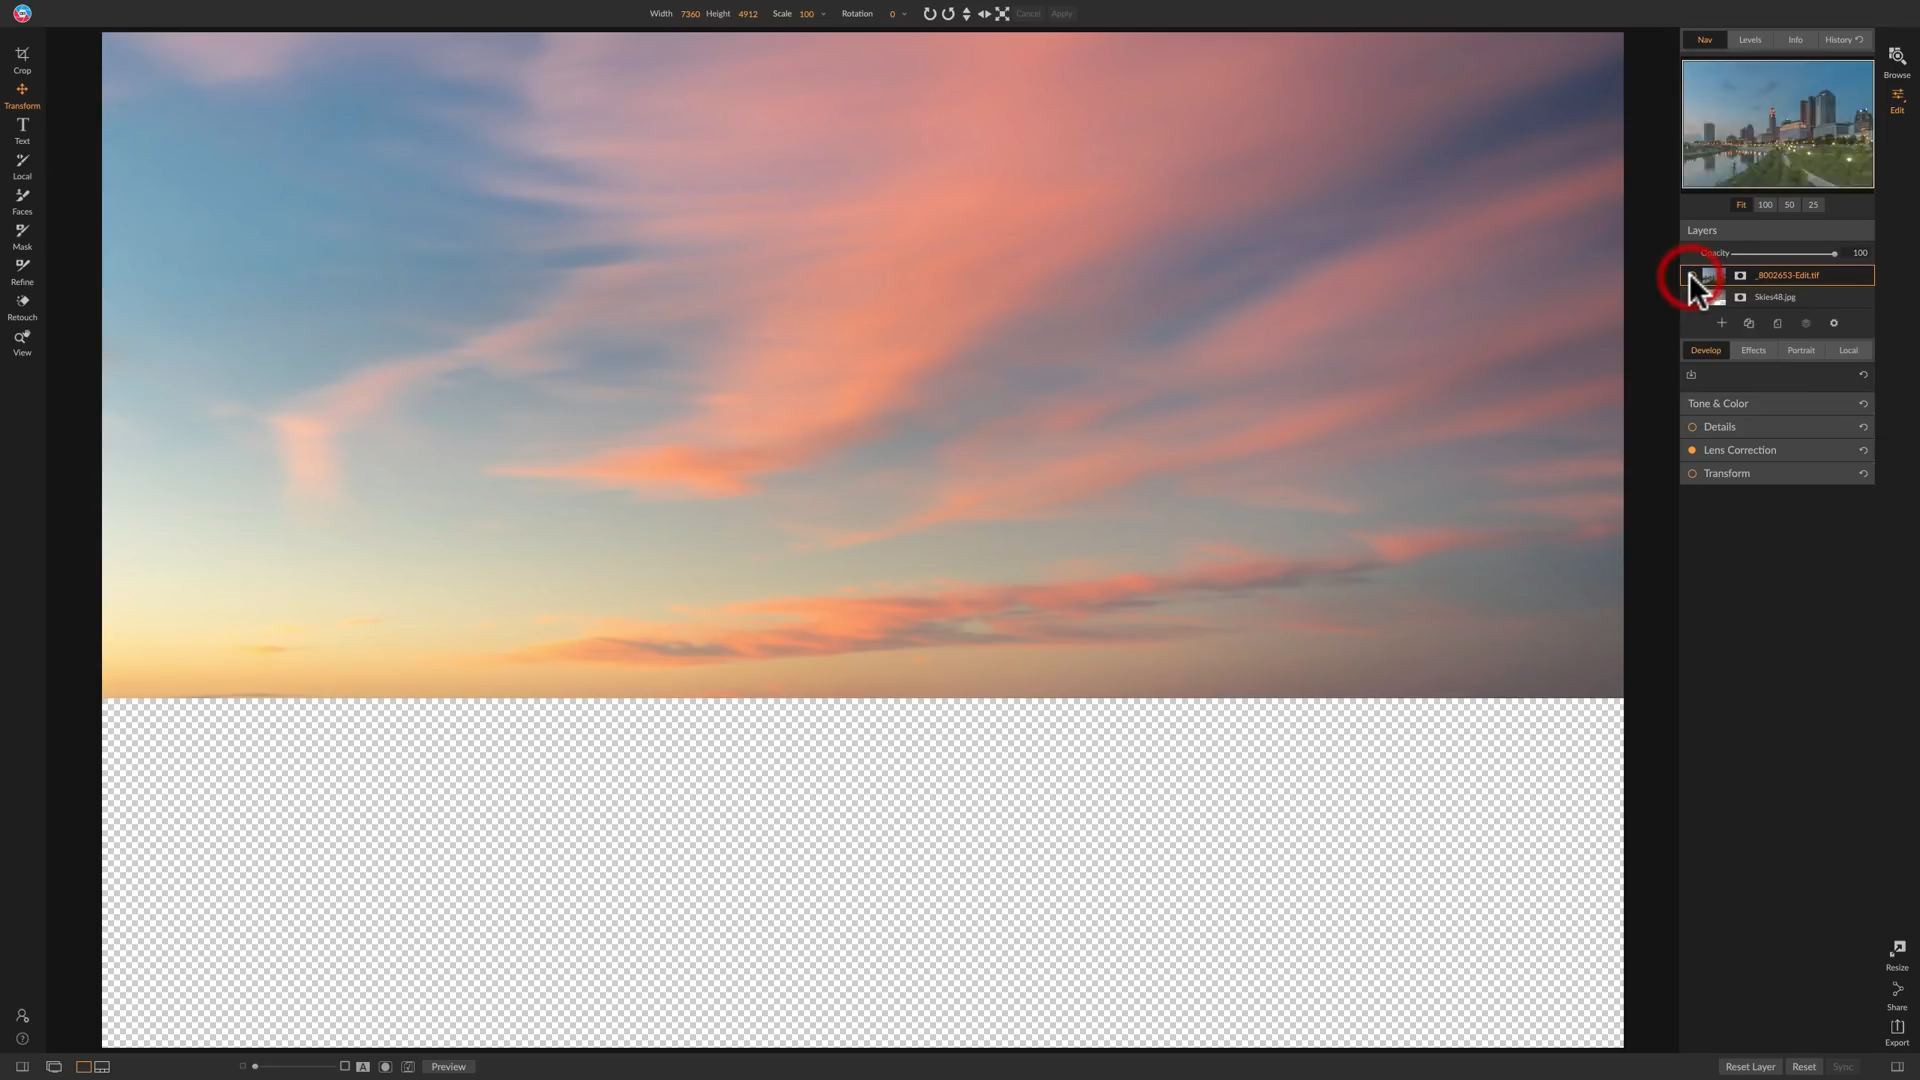 Width 7360 Height 4912 Scale 100 Rotation 0 Cancel Apply
Crop
Transform
Text
Local
Faces
Mask
Refine
Retouch
View
Nav Levels Info History
Browse
Edit
Fit 100 50 25
Layers
Opacity 100
_8002653-Edit.tif
Skies48.jpg
Develop Effects Portrait Local
Tone & Color
Details
Lens Correction
Transform
Resize
Share
Export
A Preview
Reset Layer Reset Sync